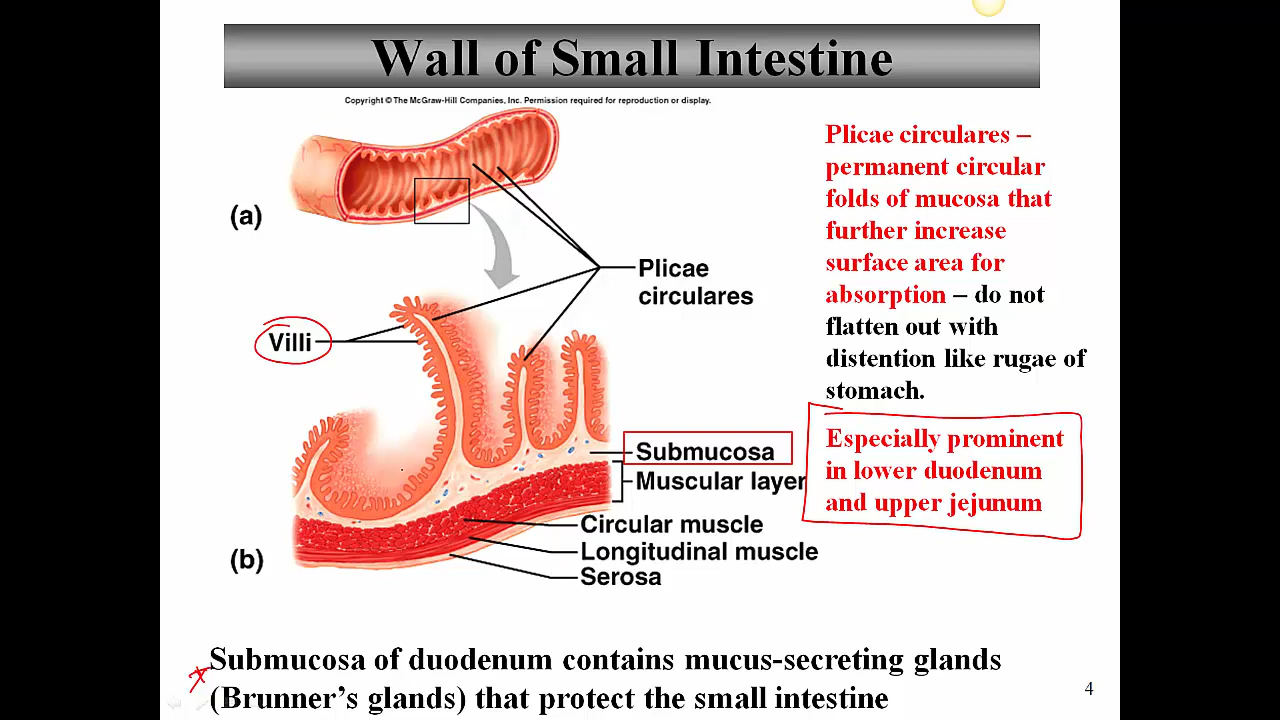 Wall of Small Intestine
Copyright © The McGraw-Hill Companies, Inc. Permission required for reproduction or display.
(a)
Plicae
circulares
Villi
Submucosa
Muscular layer
Circular muscle
Longitudinal muscle
Serosa
(b)
Plicae circulares –
permanent circular
folds of mucosa that
further increase
surface area for
absorption – do not
flatten out with
distention like rugae of
stomach.
Especially prominent
in lower duodenum
and upper jejunum
Submucosa of duodenum contains mucus-secreting glands
(Brunner’s glands) that protect the small intestine
4